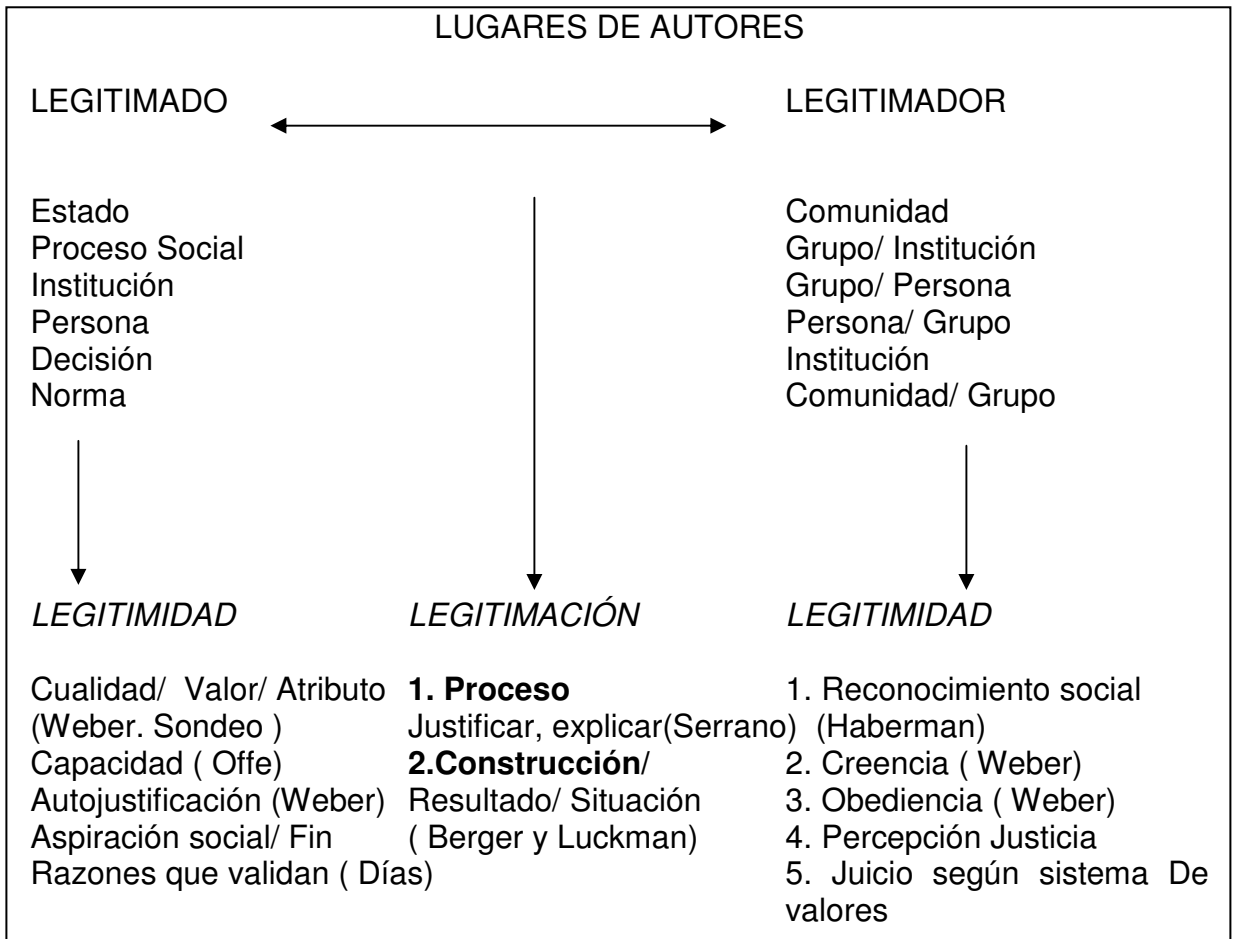 LUGARES DE AUTORES
LEGITIMADO
LEGITIMADOR
Estado
Proceso Social
Institución
Persona
Decisión
Norma
Comunidad
Grupo/ Institución
Grupo/ Persona
Persona/ Grupo
Institución
Comunidad/ Grupo
LEGITIMIDAD
Cualidad/ Valor/ Atributo
(Weber. Sondeo )
Capacidad ( Offe)
Autojustificación (Weber)
Aspiración social/ Fin
Razones que validan ( Días)
LEGITIMACIÓN
1. Proceso
Justificar, explicar(Serrano)
2.Construcción/
Resultado/ Situación
( Berger y Luckman)
LEGITIMIDAD
1. Reconocimiento social
(Haberman)
2. Creencia ( Weber)
3. Obediencia ( Weber)
4. Percepción Justicia
5. Juicio según sistema De
valores